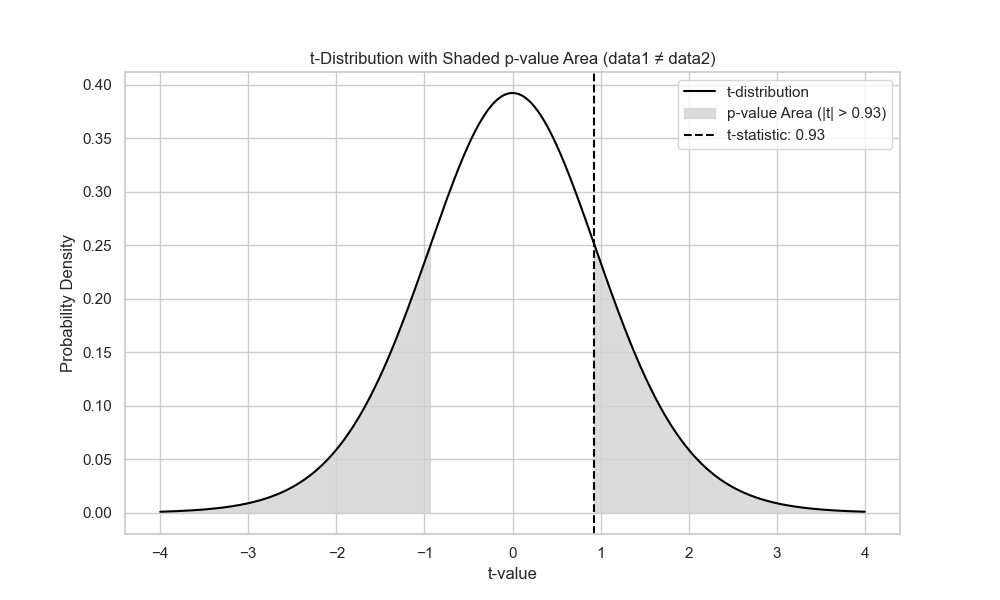 t-Distribution with Shaded p-value Area (data1 ≠ data2)
t-distribution
p-value Area (|t| > 0.93)
t-statistic: 0.93
Probability Density
0.40
0.35
0.30
0.25
0.20
0.15
0.10
0.05
0.00
−4 −3 −2 −1 0 1 2 3 4
t-value